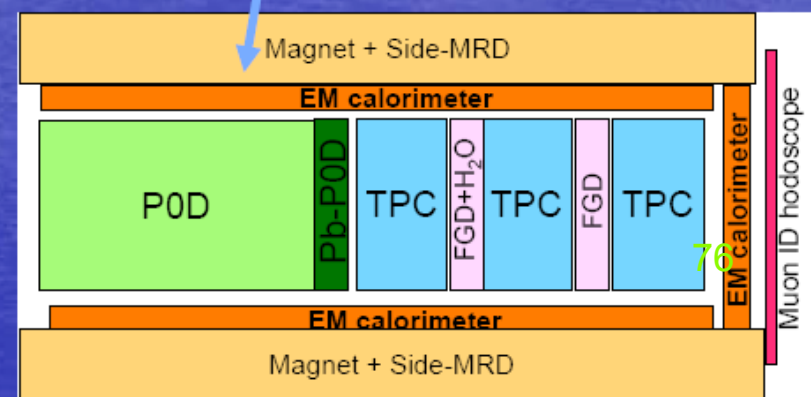 Magnet + Side-MRD
EM calorimeter
P0D
Pb-P0D
TPC
FGD+H₂O
TPC
FGD
TPC
76
EM calorimeter
Muon ID hodoscope
EM calorimeter
Magnet + Side-MRD